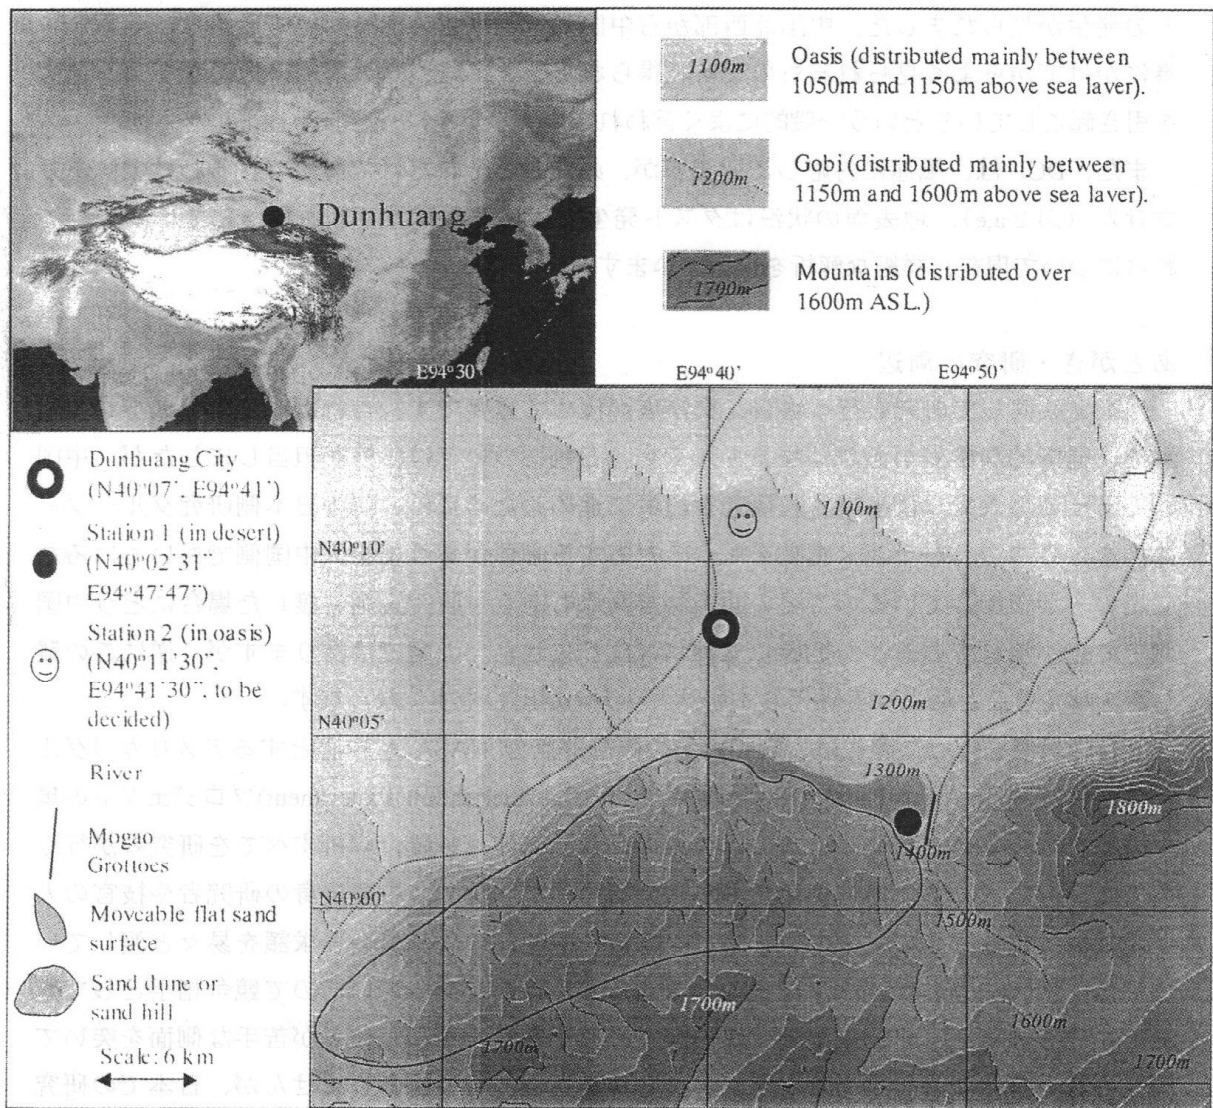 Dunhuang
1100m
Oasis (distributed mainly between
1050m and 1150m above sea laver).
1200m
Gobi (distributed mainly between
1150m and 1600m above sea laver).
1700m
Mountains (distributed over
1600m ASL.)
E94°30'
E94°40'
E94°50'
Dunhuang City
(N40°07', E94°41')
Station 1 (in desert)
(N40°02'31
E94°47'47")
Station 2 (in oasis)
(N40°11'30",
E94°41'30", to be
decided)
River
Mogao
Grottoes
Moveable flat sand
surface
Sand dune or
sand hill
Scale: 6 km
1100m
N40°10'
1200m
N40°05'
1300m
1800m
1400m
N40°00'
1500m
1700m
1600m
1700m
1700m